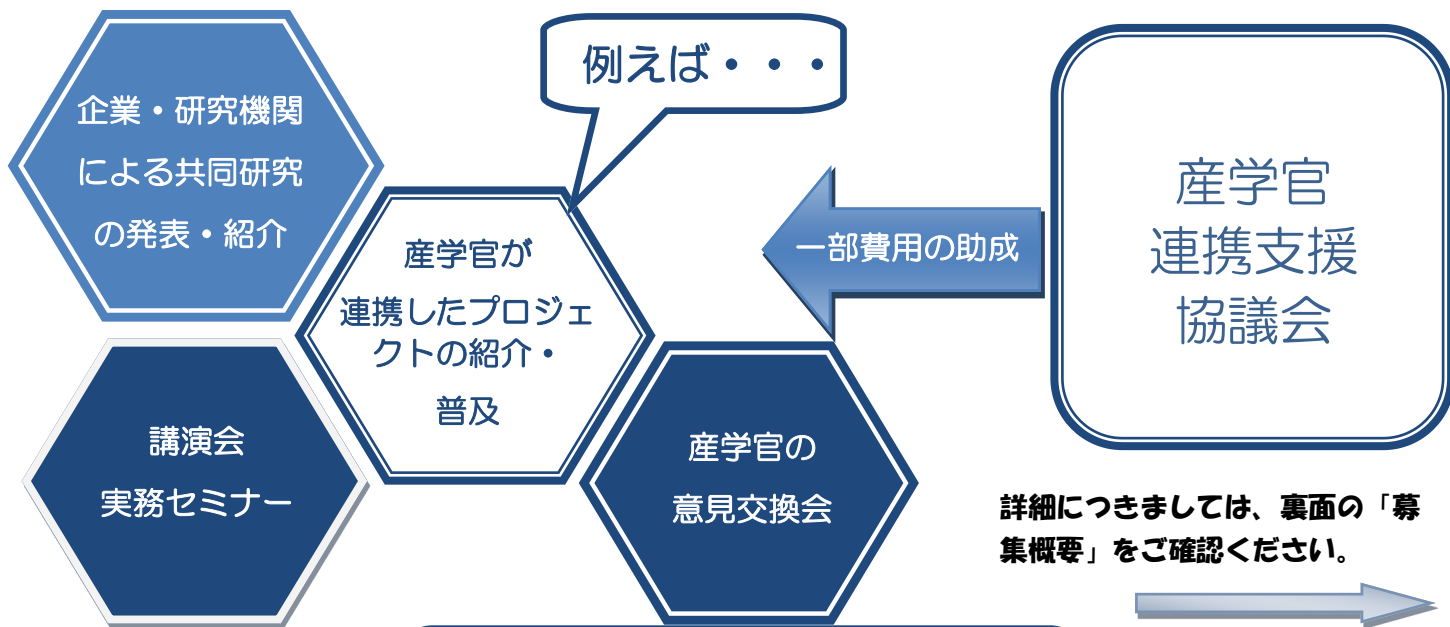 例えば・・・
企業・研究機関
による共同研究
の発表・紹介
産学官が
連携したプロジェ
クトの紹介・
普及
講演会
実務セミナー
産学官の
意見交換会
一部費用の助成
産学官
連携支援
協議会
詳細につきましては、裏面の「募
集概要」をご確認ください。